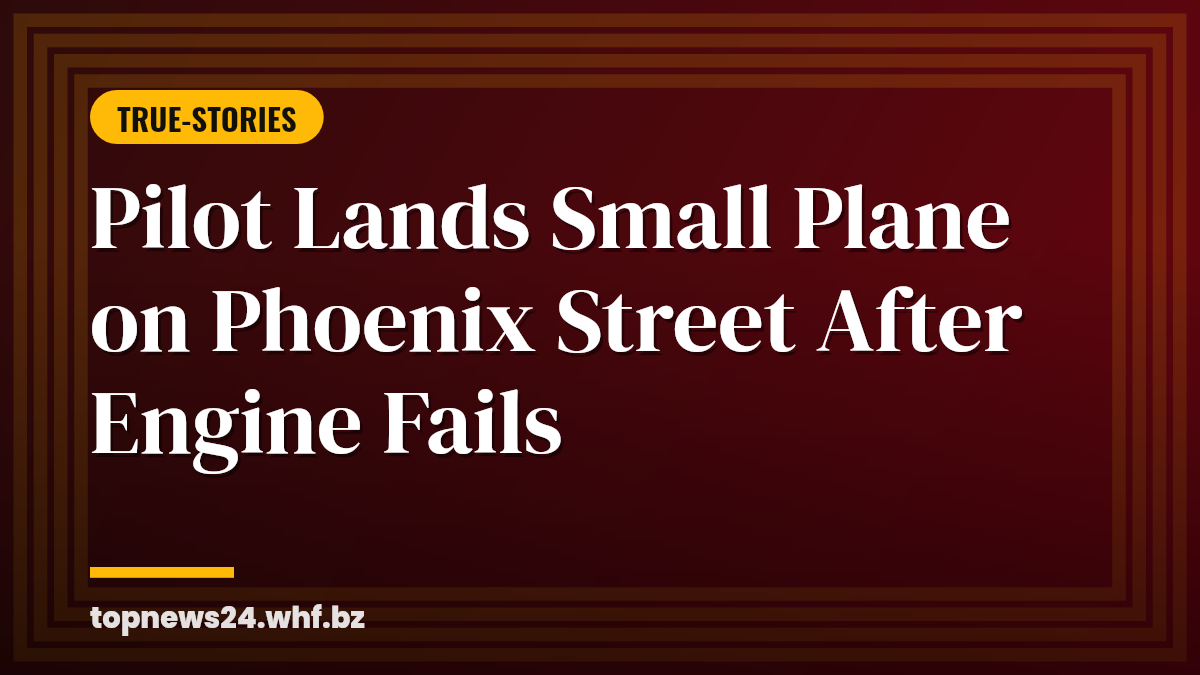 TRUE-STORIES
Pilot Lands Small Plane
on Phoenix Street After
Engine Fails
topnews24.whf.bz